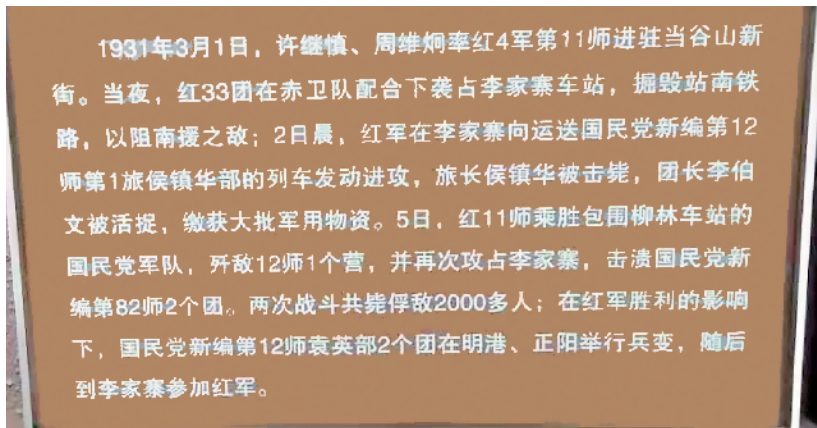 1931年3月1日，许继慎、周维炯率红4军第11师进驻当谷山新
街。当夜，红33团在赤卫队配合下袭占李家寨车站，掘毁站南铁
路，以阻南援之敌；2日晨，红军在李家寨向运送国民党新编第12
师第1旅侯镇华部的列车发动进攻，旅长侯镇华被击毙，团长李伯
文被活捉，缴获大批军用物资。5日，红11师乘胜包围柳林车站的
国民党军队，歼敌12师1个营，并再次攻占李家寨，击溃国民党新
编第82师2个团。两次战斗共毙俘敌2000多人；在红军胜利的影响
下，国民党新编第12师袁英部2个团在明港、正阳举行兵变，随后
到李家寨参加红军。